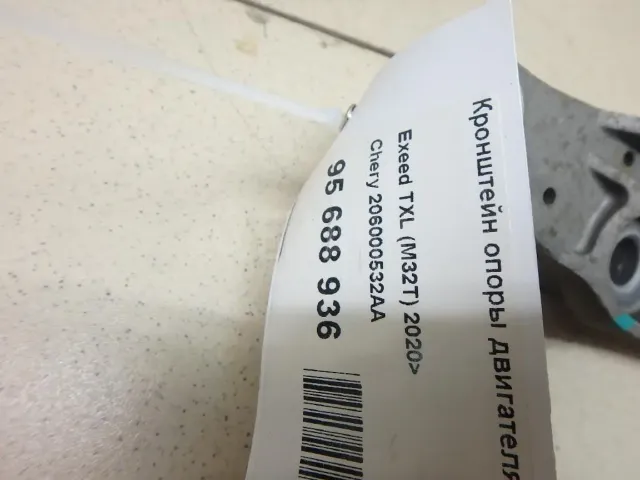 Кронштейн опоры двигателя
Exeed TXL (M32T) 2020>
Chery 206000532AA
95 688 936